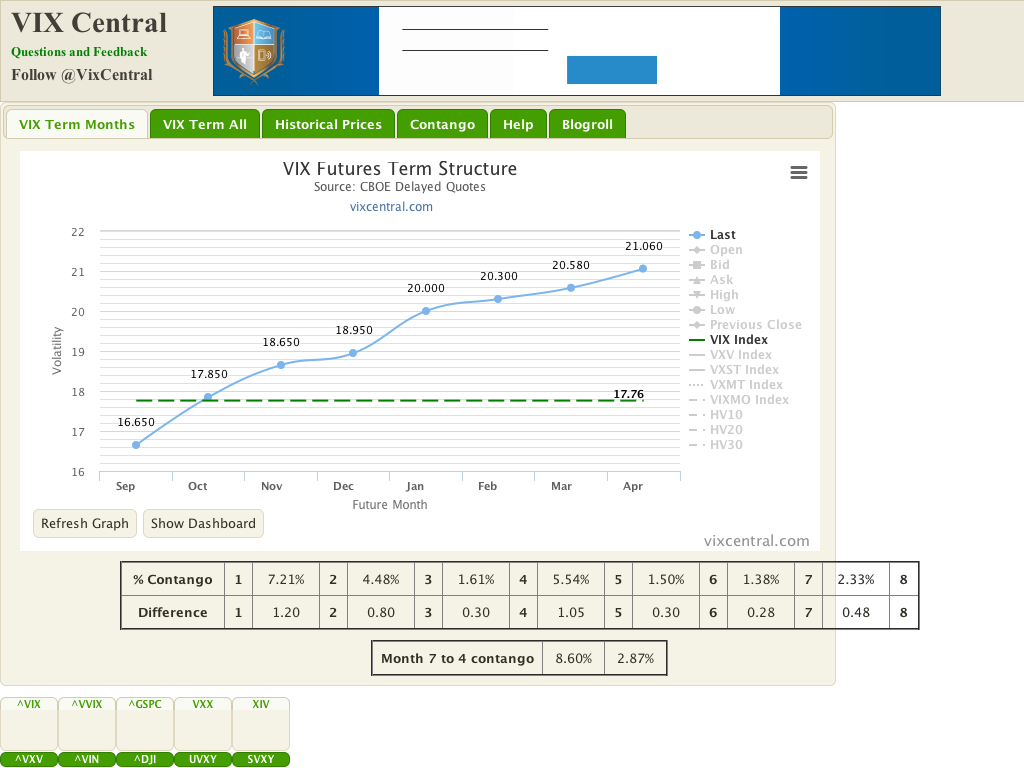 VIX Central
Questions and Feedback
Follow @VixCentral
VIX Term Months VIX Term All Historical Prices Contango Help Blogroll
VIX Futures Term Structure
Source: CBOE Delayed Quotes
vixcentral.com
Volatility
22
21
20
19
18
17
16
16.650
17.850
18.650
18.950
20.000
20.300
20.580
21.060
17.76
Sep Oct Nov Dec Jan Feb Mar Apr
Future Month
Last
Open
Bid
Ask
High
Low
Previous Close
VIX Index
VXV Index
VXST Index
VXMT Index
VIXMO Index
HV10
HV20
HV30
Refresh Graph Show Dashboard
vixcentral.com
% Contango 1 7.21% 2 4.48% 3 1.61% 4 5.54% 5 1.50% 6 1.38% 7 2.33% 8
Difference 1 1.20 2 0.80 3 0.30 4 1.05 5 0.30 6 0.28 7 0.48 8
Month 7 to 4 contango 8.60% 2.87%
^VIX ^VVIX ^GSPC VXX XIV
^VXV ^VIN ^DJI UVXY SVXY